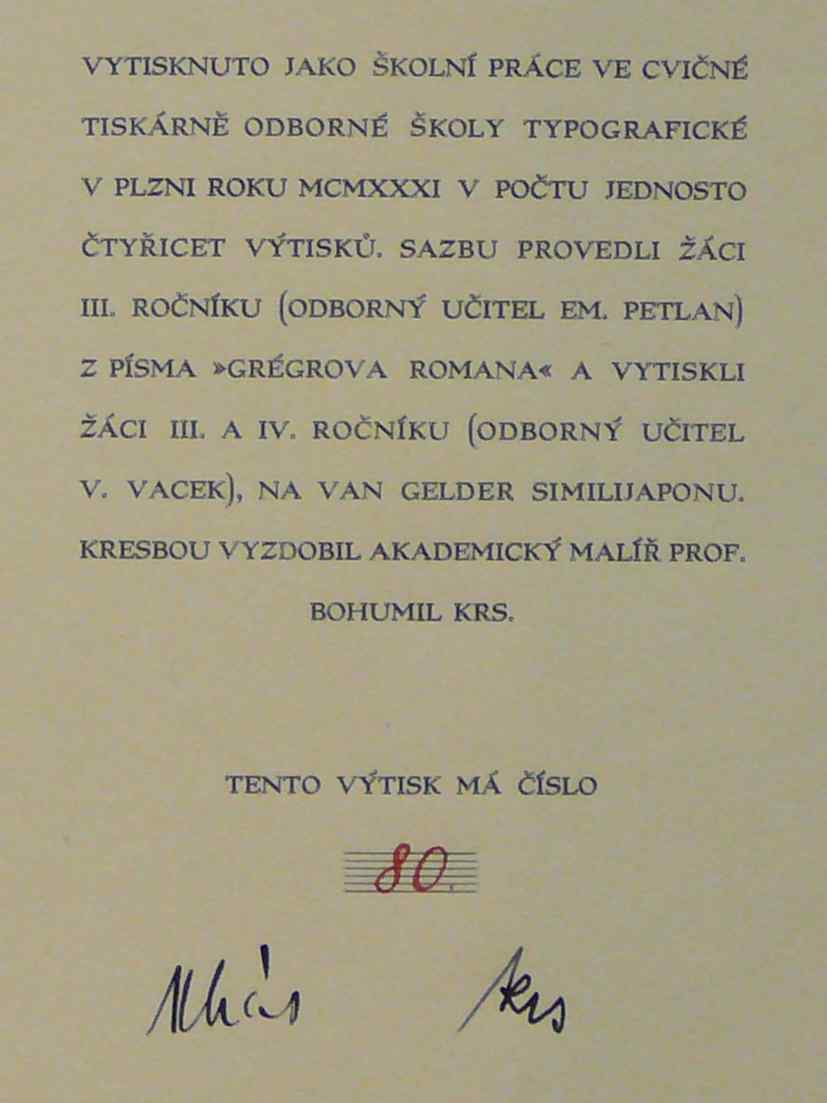 VYTISKNUTO JAKO ŠKOLNÍ PRÁCE VE CVIČNÉ
TISKÁRNĚ ODBORNÉ ŠKOLY TYPOGRAFICKÉ
V PLZNI ROKU MCMXXXI V POČTU JEDNOSTO
ČTYŘICET VÝTISKŮ. SAZBU PROVEDLI ŽÁCI
III. ROČNÍKU (ODBORNÝ UČITEL EM. PETLAN)
Z PÍSMA »GRÉGROVA ROMANA« A VYTISKLI
ŽÁCI III. A IV. ROČNÍKU (ODBORNÝ UČITEL
V. VACEK), NA VAN GELDER SIMILIJAPONU.
KRESBOU VYZDOBIL AKADEMICKÝ MALÍŘ PROF.
BOHUMIL KRS.
TENTO VÝTISK MÁ ČÍSLO
80.
Krs